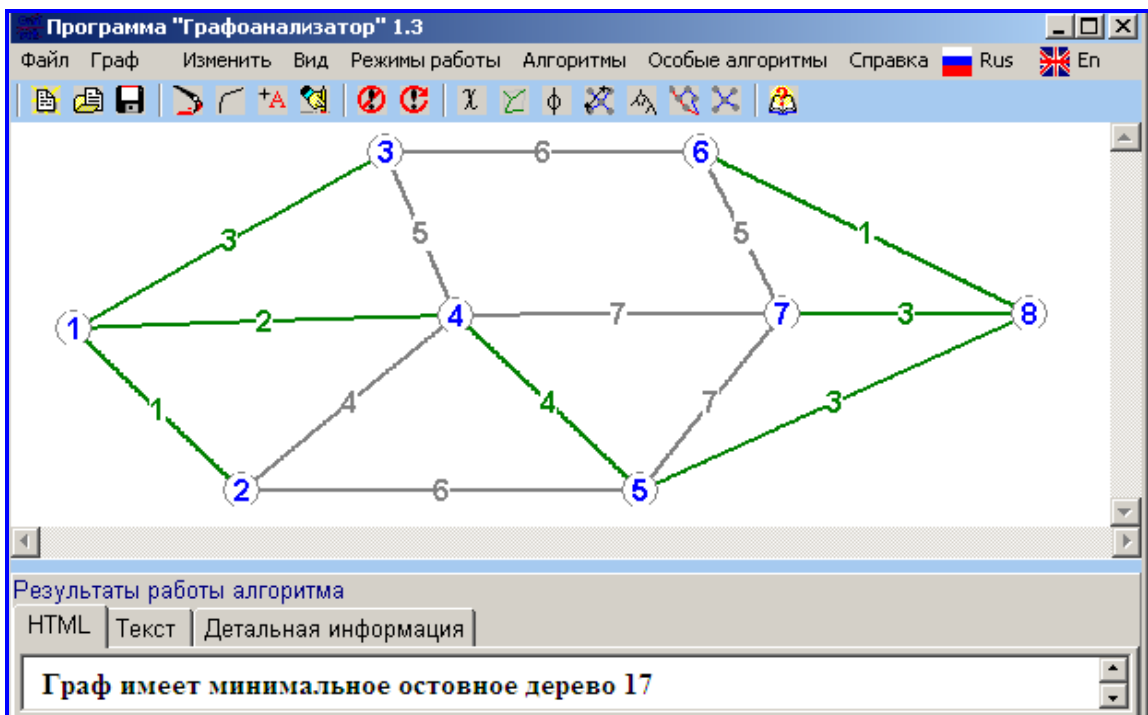 Программа "Графоанализатор" 1.3
Файл Граф Изменить Вид Режимы работы Алгоритмы Особые алгоритмы Справка Rus En
+A χ ϕ
3 6 6
3 5 5 1
1 2 4 7 7 3 8
1 4 4 7 3
2 6 5
Результаты работы алгоритма
HTML Текст Детальная информация
Граф имеет минимальное остовное дерево 17